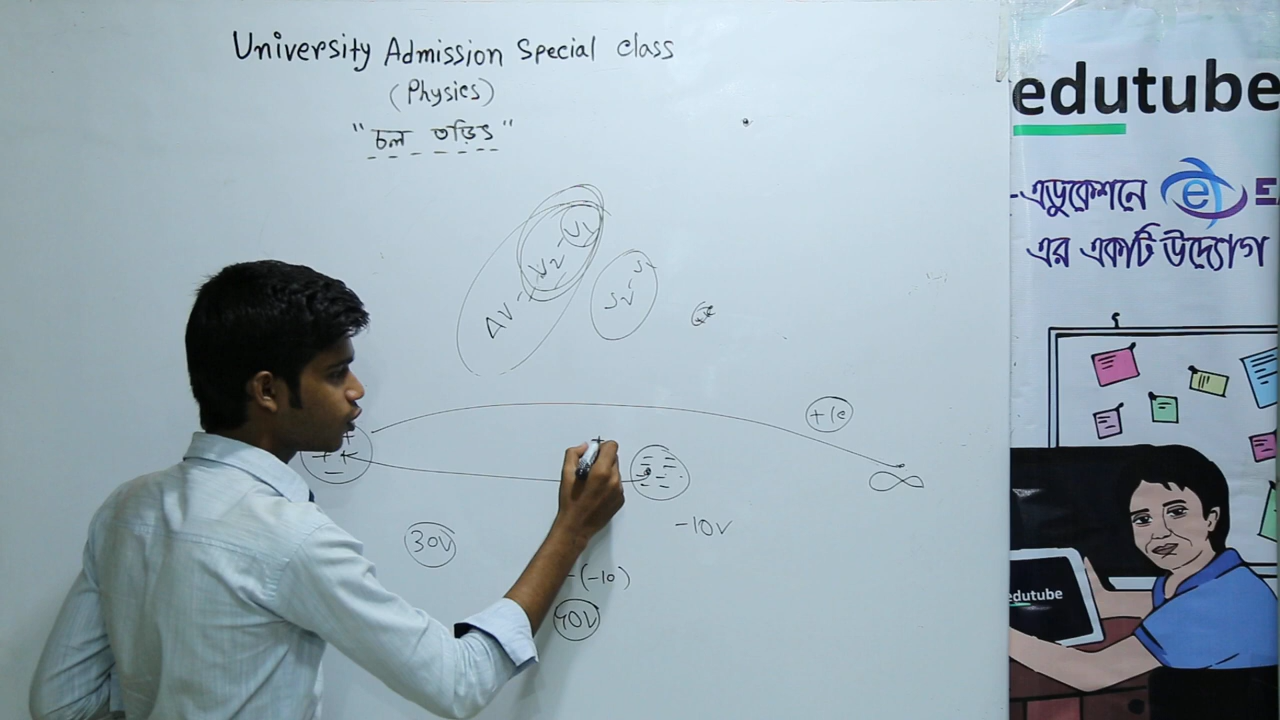 University Admission Special class
(Physics)
"চল তড়িৎ"
ΔV - V2 - V1
+1e
∞
30V
-10V
-(-10)
40V
edutube
-এডুকেশনে
এর একটি উদ্যোগ
edutube